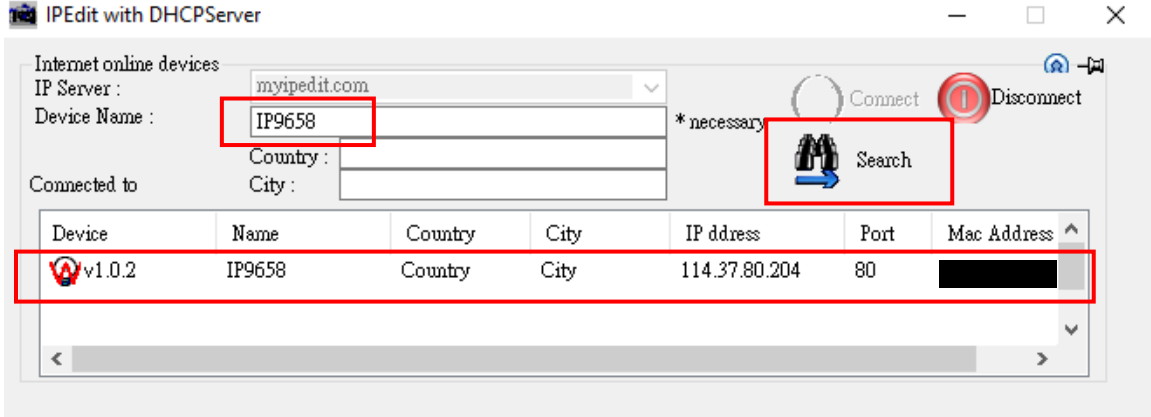 IPEdit with DHCPServer
Internet online devices
IP Server : myipedit.com
Connect Disconnect
Device Name : IP9658 * necessary
Country :
Search
Connected to City :
Device Name Country City IP ddress Port Mac Address
v1.0.2 IP9658 Country City 114.37.80.204 80